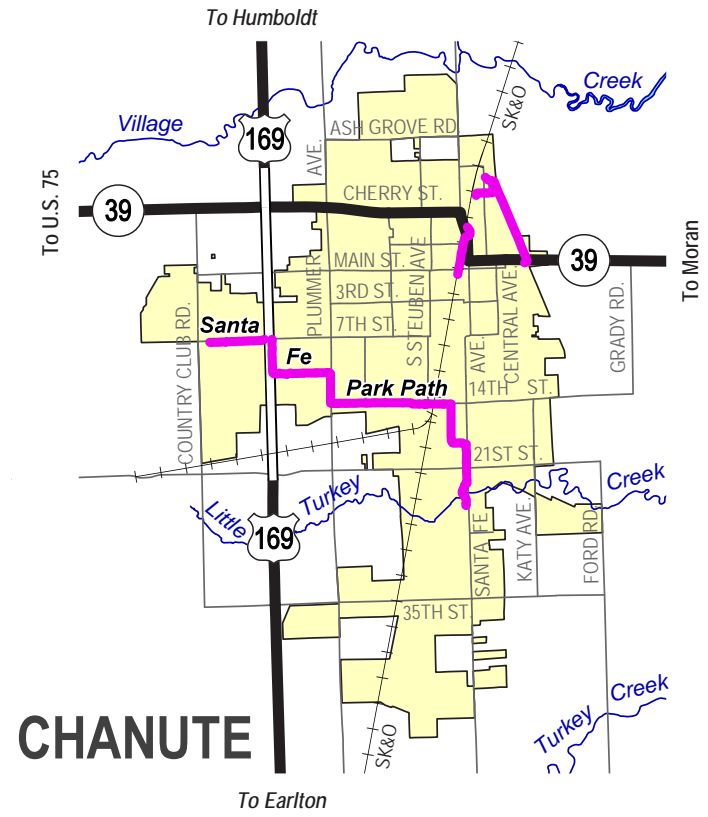 To Humboldt
Creek
SK&O
Village
169
ASH GROVE RD.
AVE.
To U.S. 75
39
CHERRY ST.
To Moran
39
MAIN ST.
PLUMMER
S STEUBEN AVE
3RD ST.
7TH ST.
CENTRAL AVE.
GRADY RD.
COUNTRY CLUB RD.
Santa
Fe
Park Path
AVE.
14TH ST.
21ST ST.
Little
Turkey
Creek
169
SANTA FE
KATY AVE.
FORD RD.
35TH ST.
Turkey
Creek
CHANUTE
SK&O
To Earlton